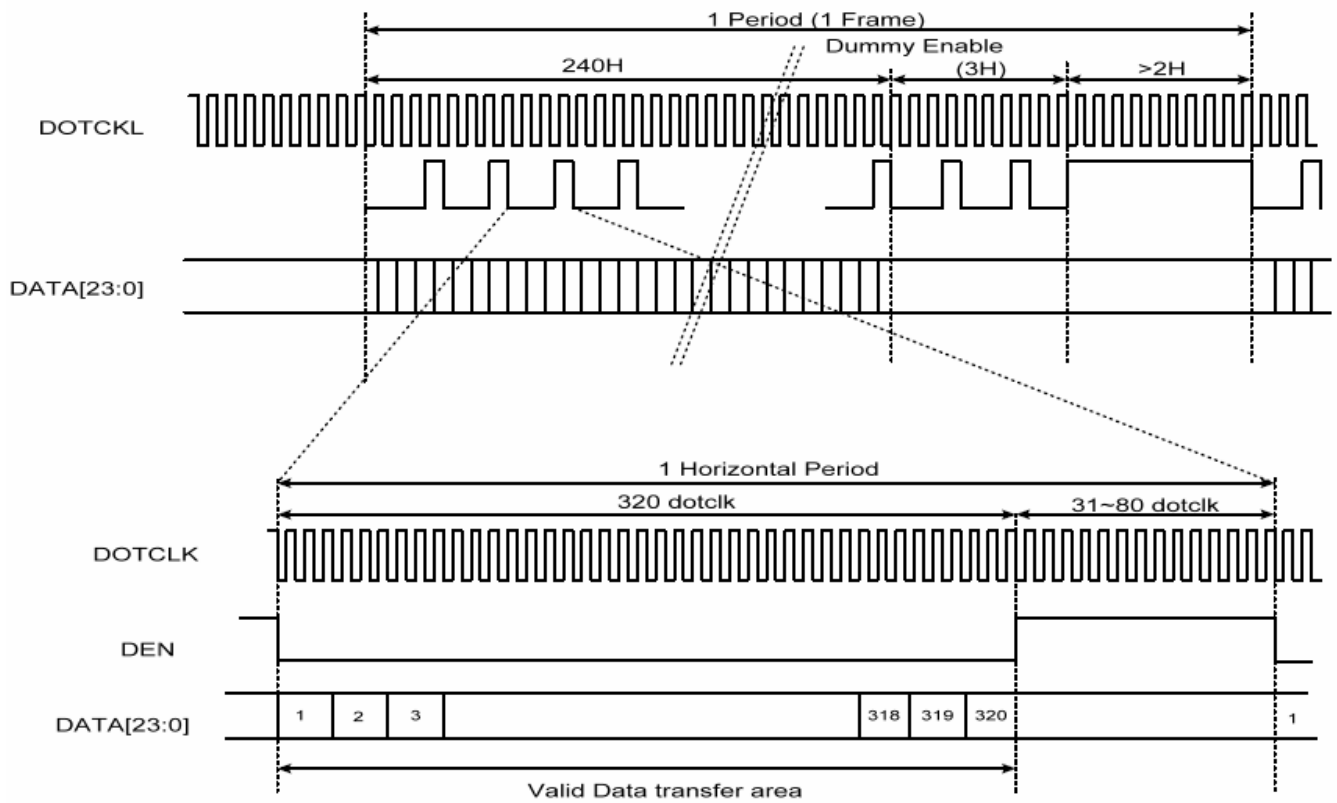 1 Period (1 Frame)
Dummy Enable
240H
(3H)
>2H
DOTCKL
DATA[23:0]
1 Horizontal Period
320 dotclk
31~80 dotclk
DOTCLK
DEN
DATA[23:0]
1
2
3
318
319
320
1
Valid Data transfer area